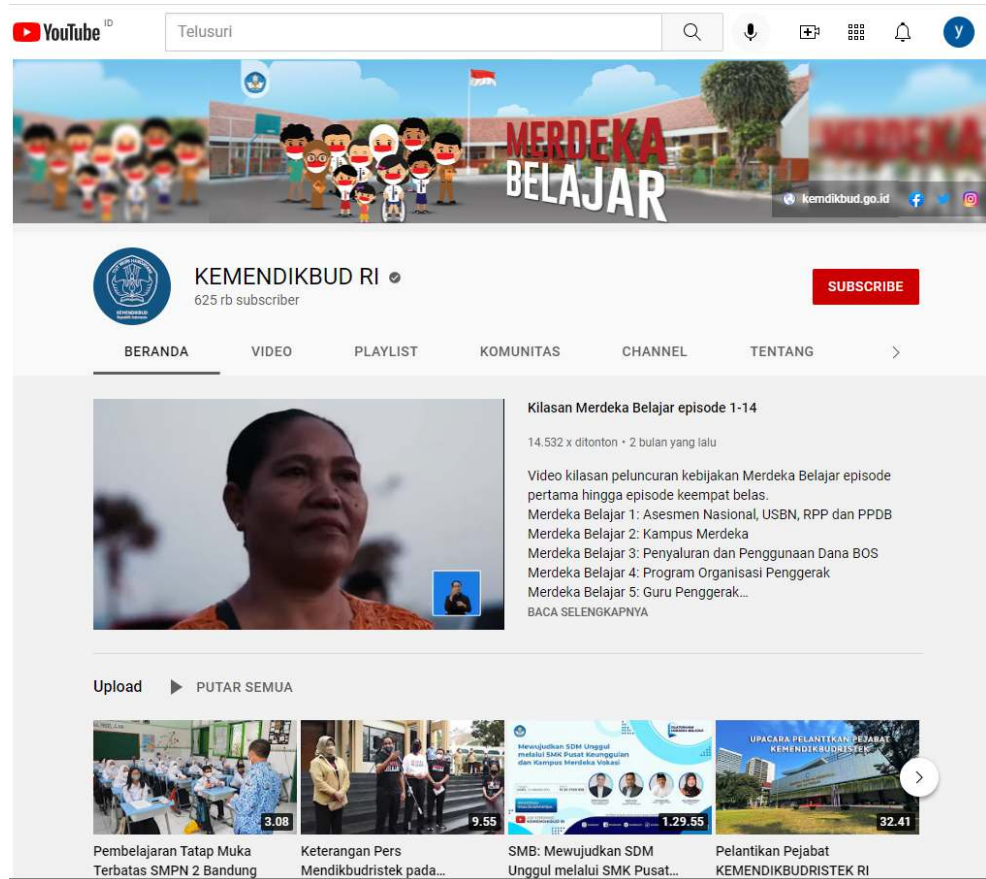 YouTube ID
Telusuri
y
MERDEKA
BELAJAR
kemdikbud.go.id
KEMENDIKBUD RI
625 rb subscriber
SUBSCRIBE
BERANDA VIDEO PLAYLIST KOMUNITAS CHANNEL TENTANG
Kilasan Merdeka Belajar episode 1-14
14.532 x ditonton • 2 bulan yang lalu
Video kilasan peluncuran kebijakan Merdeka Belajar episode
pertama hingga episode keempat belas.
Merdeka Belajar 1: Asesmen Nasional, USBN, RPP dan PPDB
Merdeka Belajar 2: Kampus Merdeka
Merdeka Belajar 3: Penyaluran dan Penggunaan Dana BOS
Merdeka Belajar 4: Program Organisasi Penggerak
Merdeka Belajar 5: Guru Penggerak...
BACA SELENGKAPNYA
Upload PUTAR SEMUA
3.08
9.55
Mewujudkan SDM Unggul
melalui SMK Pusat Keunggulan
dan Kampus Merdeka Vokasi
1.29.55
UPACARA PELANTIKAN PEJABAT
KEMENDIKBUDRISTEK
32.41
Pembelajaran Tatap Muka
Terbatas SMPN 2 Bandung
Keterangan Pers
Mendikbudristek pada...
SMB: Mewujudkan SDM
Unggul melalui SMK Pusat...
Pelantikan Pejabat
KEMENDIKBUDRISTEK RI